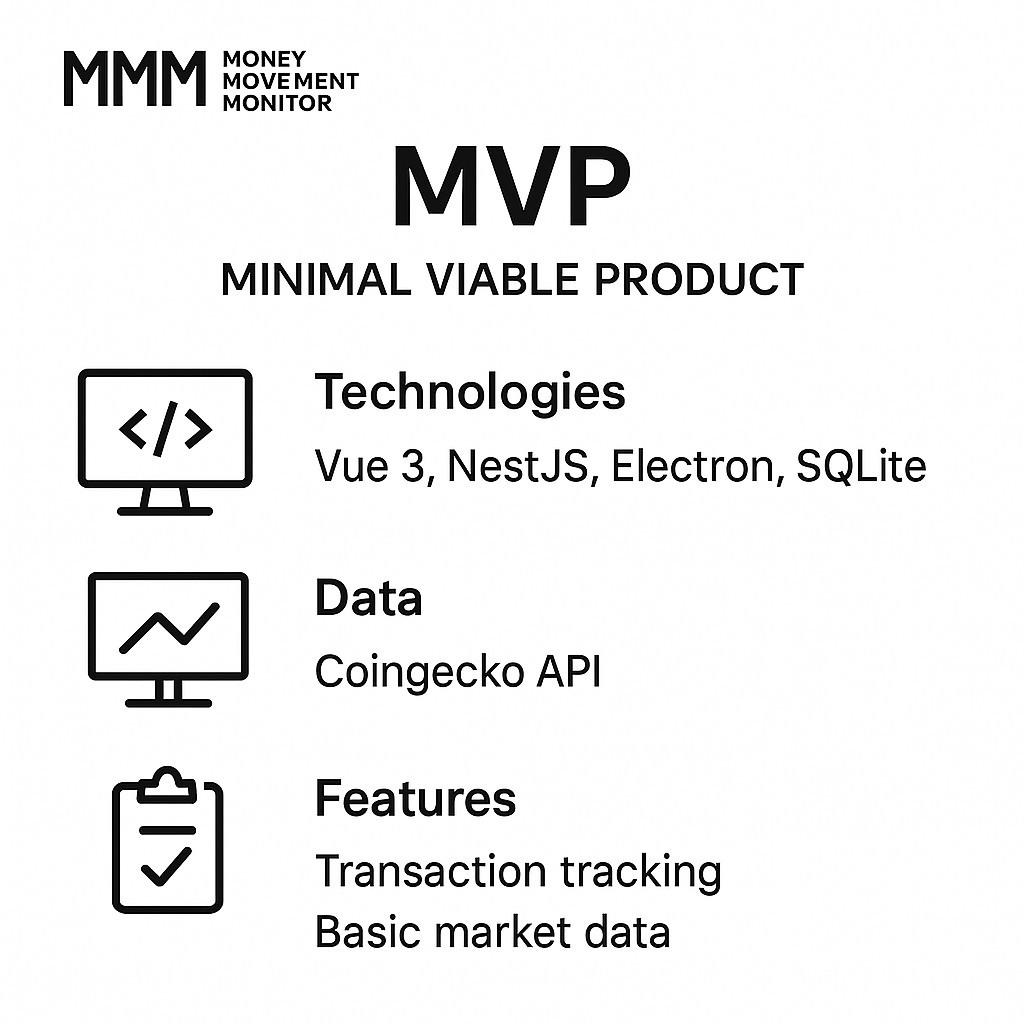 MMM
MONEY
MOVEMENT
MONITOR
MVP
MINIMAL VIABLE PRODUCT
</>
Technologies
Vue 3, NestJS, Electron, SQLite
Data
Coingecko API
Features
Transaction tracking
Basic market data